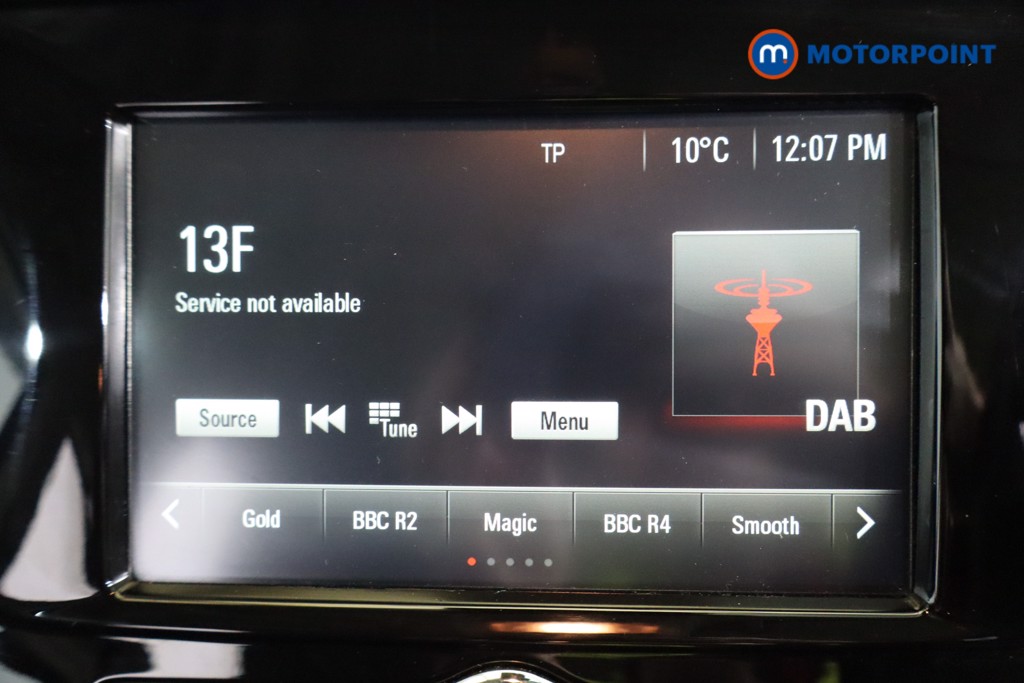 m MOTORPOINT
TP 10°C 12:07 PM
13F
Service not available
DAB
Source Tune Menu
Gold BBC R2 Magic BBC R4 Smooth